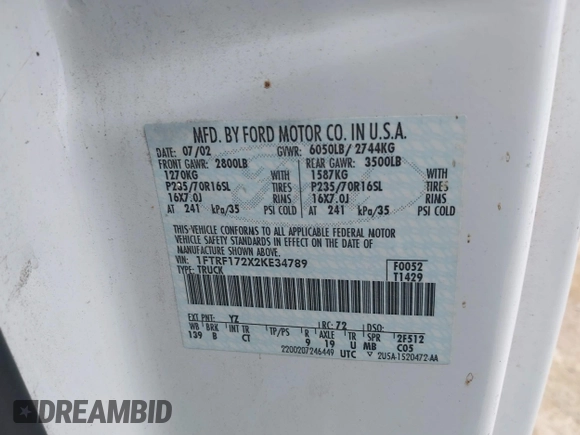 MFD. BY FORD MOTOR CO. IN U.S.A.
DATE: 07/02 GVWR: 6050LB/ 2744KG
FRONT GAWR: 2800LB REAR GAWR: 3500LB
1270KG WITH 1587KG WITH
P235/70R16SL TIRES P235/70R16SL TIRES
16X7.0J RIMS 16X7.0J RIMS
AT 241 kPa/35 PSI COLD AT 241 kPa/35 PSI COLD
THIS VEHICLE CONFORMS TO ALL APPLICABLE FEDERAL MOTOR
VEHICLE SAFETY STANDARDS IN EFFECT ON THE DATE OF
MANUFACTURE SHOWN ABOVE.
VIN: 1FTRF172X2KE34789 F0052
TYPE: TRUCK T1429
EXT PNT: YZ RC: 72 DSO:
WB BRK INT TR TP/PS R AXLE TR SPR 2F512
139 B CT 9 19 U MB C05
2200207246449 UTC 2U5A-1520472-AA
DREAMBID